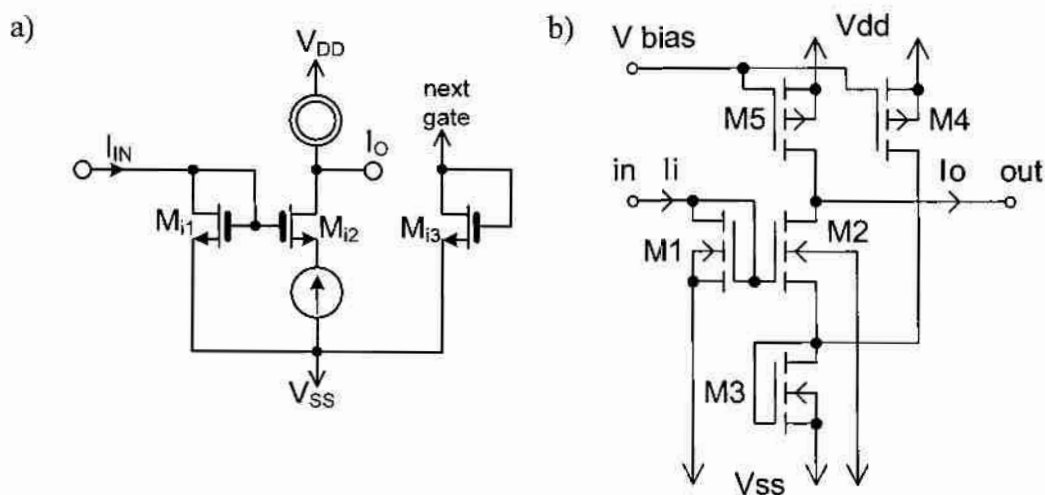 a)
V_DD
next
gate
I_IN
I_O
M_i1
M_i2
M_i3
V_SS
b)
V bias
Vdd
M5
M4
in
Ii
Io
out
M1
M2
M3
Vss